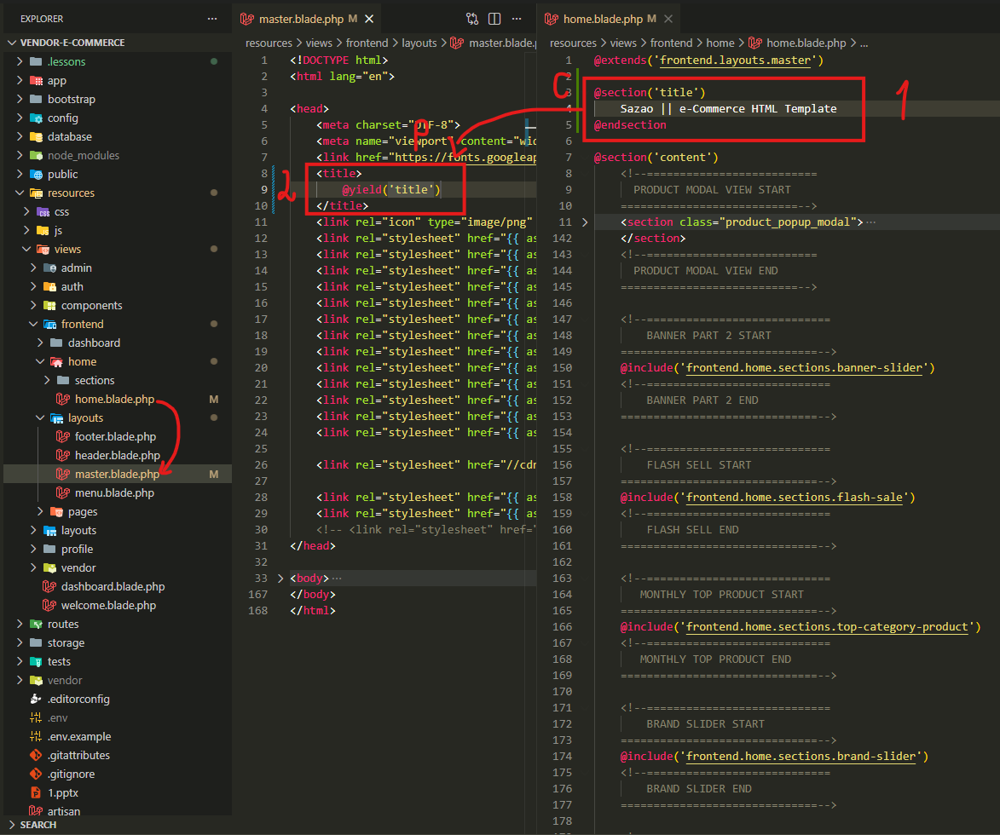 EXPLORER
VENDOR-E-COMMERCE
.lessons
app
bootstrap
config
database
node_modules
public
resources
css
js
views
admin
auth
components
frontend
dashboard
home
sections
home.blade.php M
layouts
footer.blade.php
header.blade.php
master.blade.php M
menu.blade.php
pages
layouts
profile
vendor
dashboard.blade.php
welcome.blade.php
routes
storage
tests
vendor
.editorconfig
.env
.env.example
.gitattributes
.gitignore
1.pptx
artisan
SEARCH
master.blade.php M
resources > views > frontend > layouts > master.blade.
1 <!DOCTYPE html>
2 <html lang="en">
3
4 <head>
5 <meta charset="UTF-8">
6 <meta name="viewport" content="wid
7 <link href="https://fonts.googleap
8 <title>
9 @yield('title')
10 </title>
11 <link rel="icon" type="image/png"
12 <link rel="stylesheet" href="{{ as
13 <link rel="stylesheet" href="{{ as
14 <link rel="stylesheet" href="{{ as
15 <link rel="stylesheet" href="{{ as
16 <link rel="stylesheet" href="{{ as
17 <link rel="stylesheet" href="{{ as
18 <link rel="stylesheet" href="{{ as
19 <link rel="stylesheet" href="{{ as
20 <link rel="stylesheet" href="{{ as
21 <link rel="stylesheet" href="{{ as
22 <link rel="stylesheet" href="{{ as
23 <link rel="stylesheet" href="{{ as
24 <link rel="stylesheet" href="{{ as
25
26 <link rel="stylesheet" href="//cdn
27
28 <link rel="stylesheet" href="{{ as
29 <link rel="stylesheet" href="{{ as
30 <!-- <link rel="stylesheet" href="
31 </head>
32
33 <body>
167 </body>
168 </html>
2
P
home.blade.php M
resources > views > frontend > home > home.blade.php > ...
1 @extends('frontend.layouts.master')
2
3 @section('title')
4 Sazao || e-Commerce HTML Template
5 @endsection
6
7 @section('content')
8 <!--==========================
9 PRODUCT MODAL VIEW START
10 ===========================-->
11 <section class="product_popup_modal">
142 </section>
143 <!--==========================
144 PRODUCT MODAL VIEW END
145 ===========================-->
146
147 <!--============================
148 BANNER PART 2 START
149 ==============================-->
150 @include('frontend.home.sections.banner-slider')
151 <!--============================
152 BANNER PART 2 END
153 ==============================-->
154
155 <!--============================
156 FLASH SELL START
157 ==============================-->
158 @include('frontend.home.sections.flash-sale')
159 <!--============================
160 FLASH SELL END
161 ==============================-->
162
163 <!--============================
164 MONTHLY TOP PRODUCT START
165 ==============================-->
166 @include('frontend.home.sections.top-category-product')
167 <!--============================
168 MONTHLY TOP PRODUCT END
169 ==============================-->
170
171 <!--============================
172 BRAND SLIDER START
173 ==============================-->
174 @include('frontend.home.sections.brand-slider')
175 <!--============================
176 BRAND SLIDER END
177 ==============================-->
178
C
1